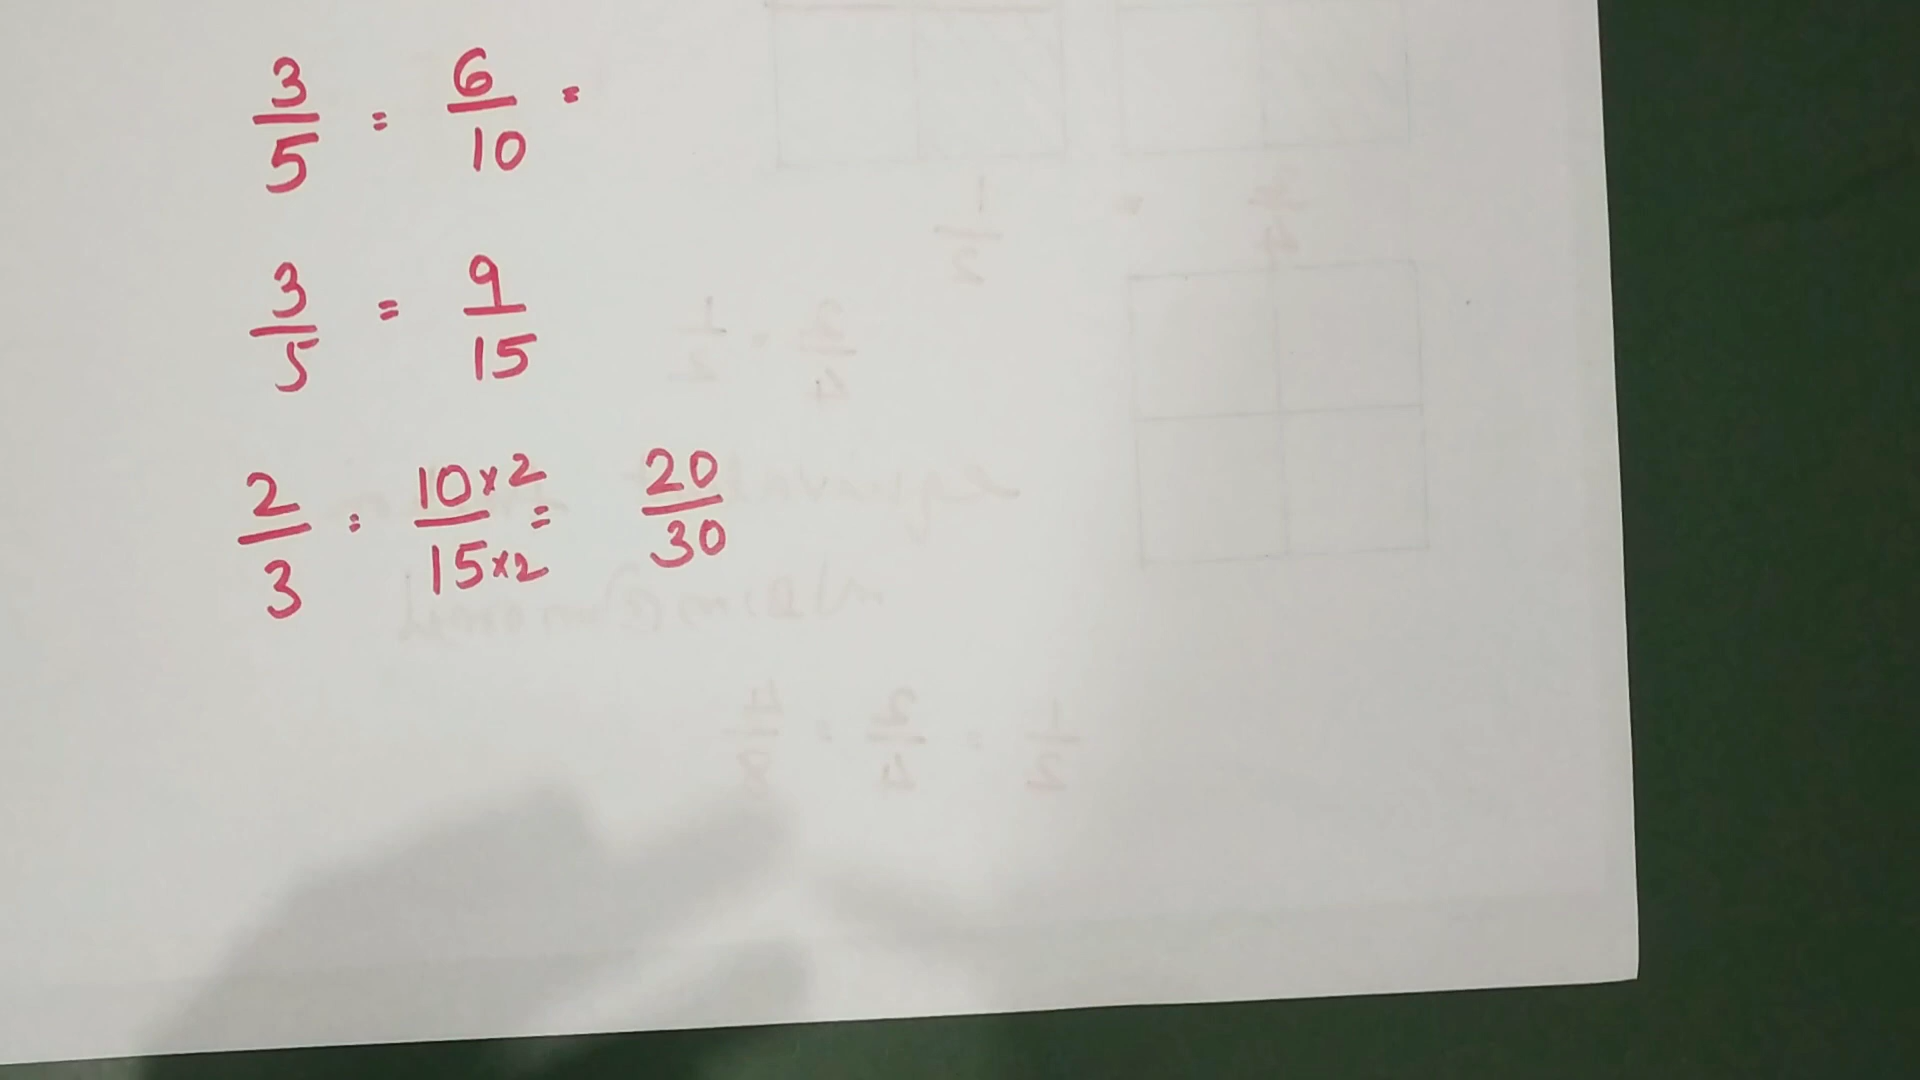 3/5 = 6/10 =
3/5 = 9/15
2/3 = 10×2/15×2 = 20/30